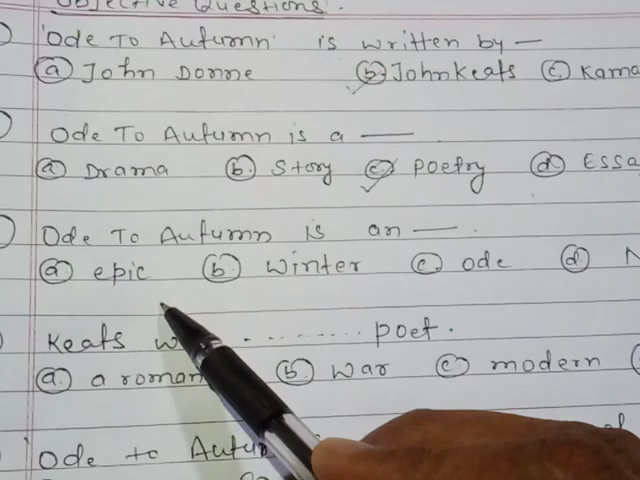 Objective Questions.
'Ode To Autumn' is written by —
(a) John Donne (b) John Keats (c) Kama
Ode To Autumn is a —
(a) Drama (b) Story (c) Poetry (d) Essa
Ode To Autumn is an — .
(a) epic (b) Winter (c) ode (d) N
Keats w ......... poet.
(a) a roman (b) war (c) modern
Ode to Autu